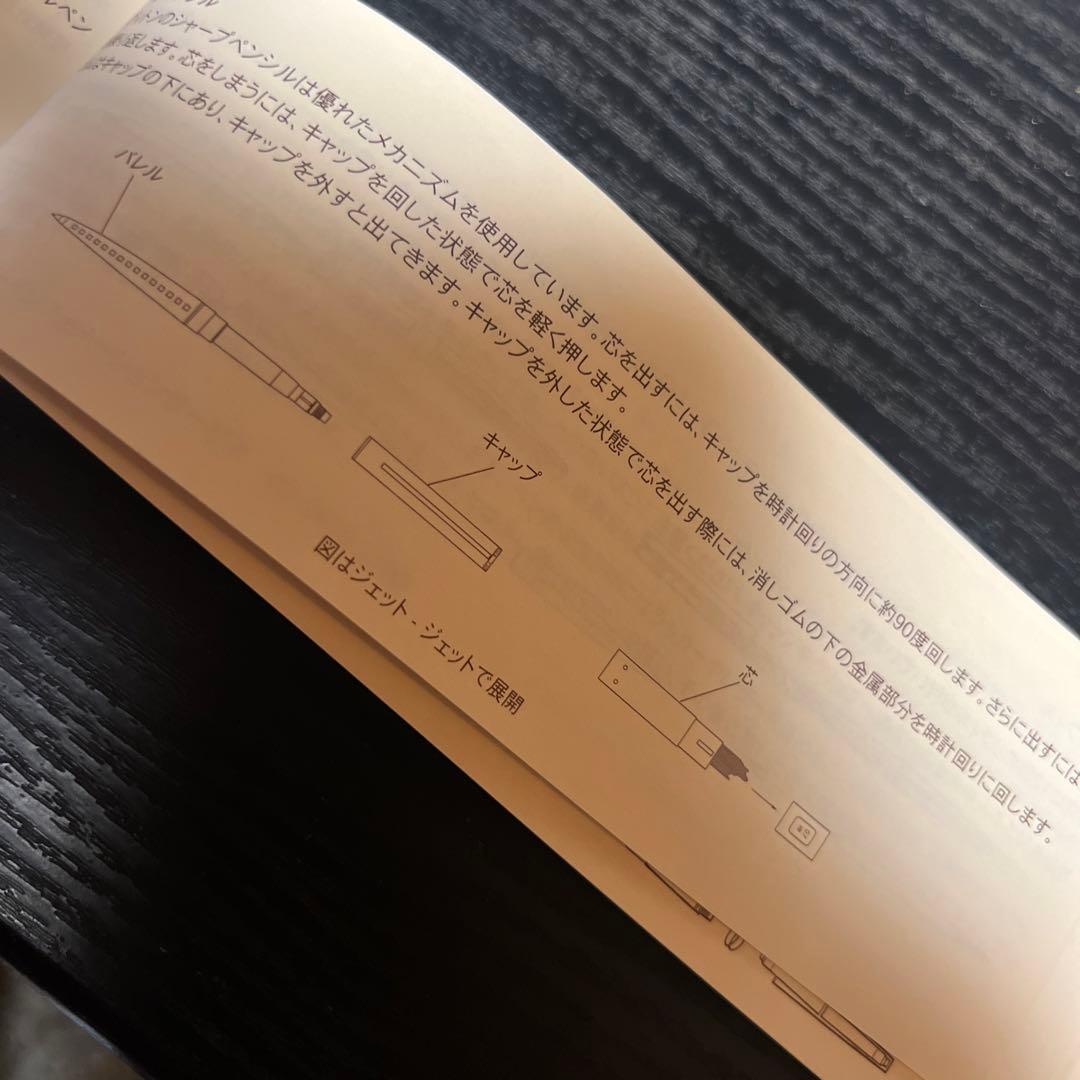 ルペン
ル
トンのシャープペンシルは優れたメカニズムを使用しています。芯を出すには、キャップを時計回りの方向に約90度回します。さらに出すには
返します。芯をしまうには、キャップを回した状態で芯を軽く押します。
はキャップの下にあり、キャップを外すと出てきます。キャップを外した状態で芯を出す際には、消しゴムの下の金属部分を時計回りに回します。
バレル
キャップ
芯
図はジェット - ジェットで展開